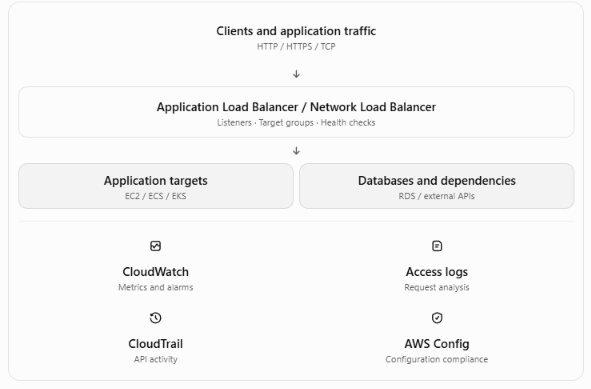 Clients and application traffic
HTTP / HTTPS / TCP
Application Load Balancer / Network Load Balancer
Listeners · Target groups · Health checks
Application targets
EC2 / ECS / EKS
Databases and dependencies
RDS / external APIs
CloudWatch
Metrics and alarms
Access logs
Request analysis
CloudTrail
API activity
AWS Config
Configuration compliance